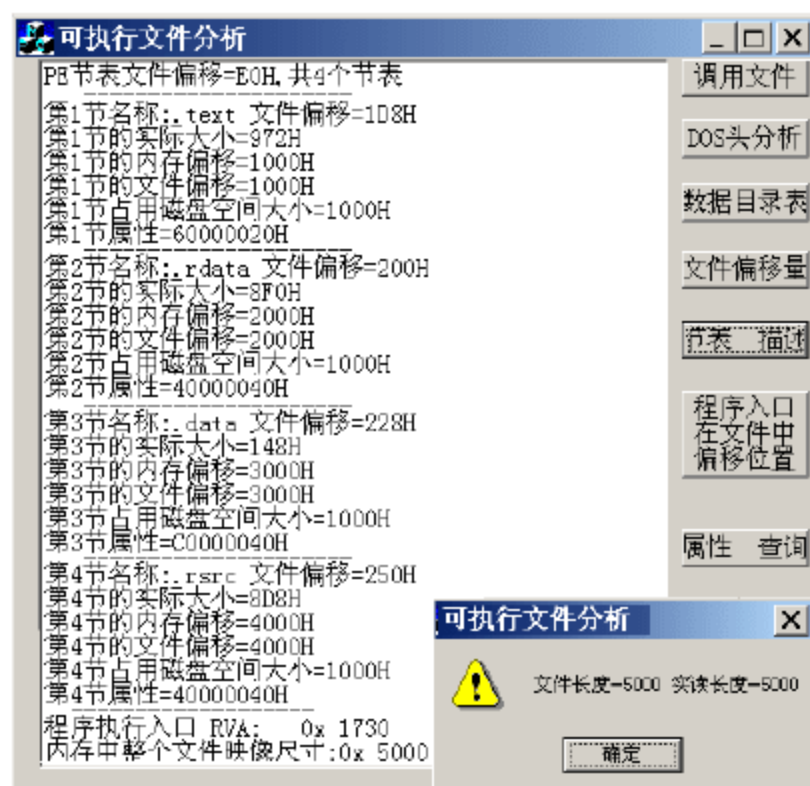 可执行文件分析
PE节表文件偏移=E0H,共4个节表
第1节名称:.text 文件偏移=1D8H
第1节的实际大小=972H
第1节的内存偏移=1000H
第1节的文件偏移=1000H
第1节占用磁盘空间大小=1000H
第1节属性=60000020H
第2节名称:.rdata 文件偏移=200H
第2节的实际大小=8F0H
第2节的内存偏移=2000H
第2节的文件偏移=2000H
第2节占用磁盘空间大小=1000H
第2节属性=40000040H
第3节名称:.data 文件偏移=228H
第3节的实际大小=148H
第3节的内存偏移=3000H
第3节的文件偏移=3000H
第3节占用磁盘空间大小=1000H
第3节属性=C0000040H
第4节名称:.rsrc 文件偏移=250H
第4节的实际大小=8D8H
第4节的内存偏移=4000H
第4节的文件偏移=4000H
第4节占用磁盘空间大小=1000H
第4节属性=40000040H
程序执行入口 RVA: 0x 1730
内存中整个文件映像尺寸:0x 5000
调用文件
DOS头分析
数据目录表
文件偏移量
节表 描述
程序入口
在文件中
偏移位置
属性 查询
可执行文件分析
文件长度=5000 实读长度=5000
确定